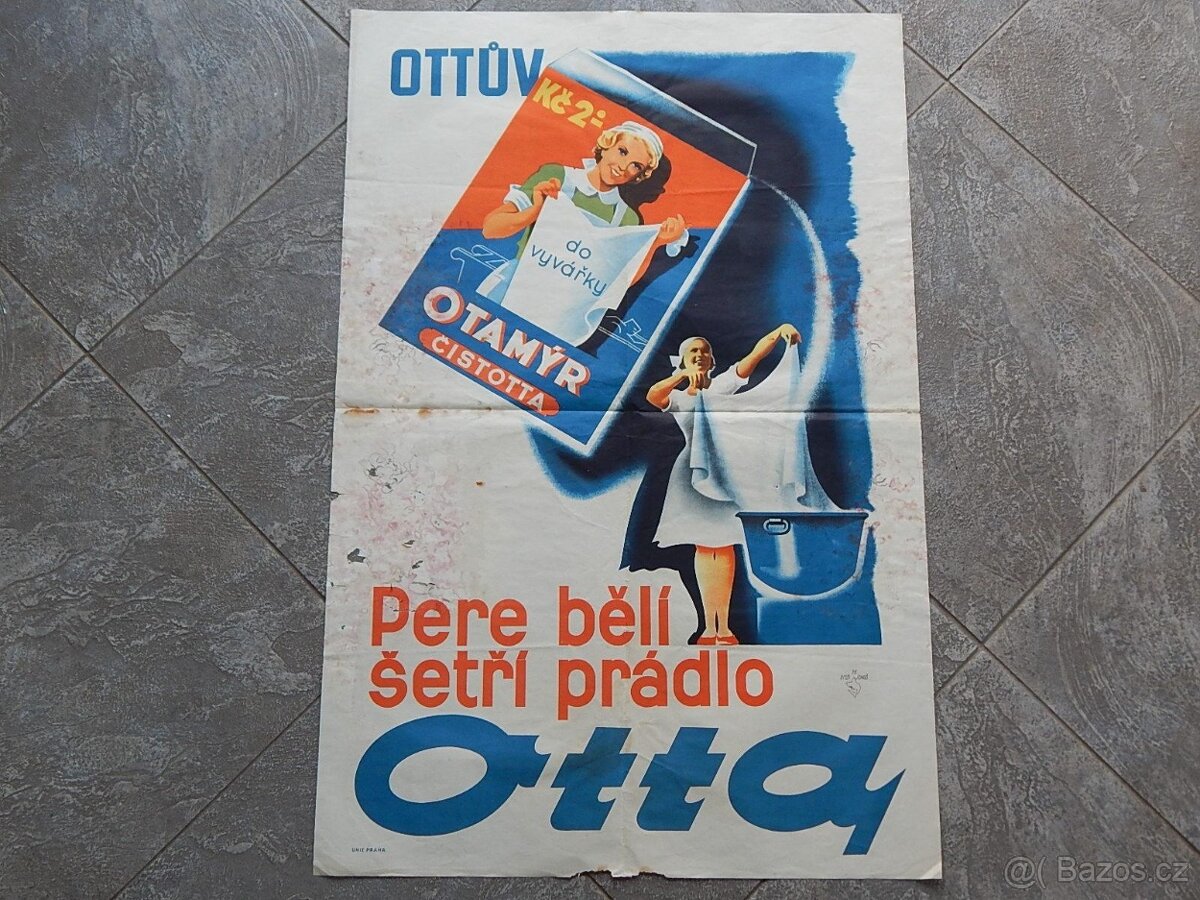 OTTŮV
Kč 2·-
do
vyvářky
OTAMÝR
ČISTOTTA
Pere bělí
šetří prádlo
Otta
UNIE PRAHA
@( Bazos.cz